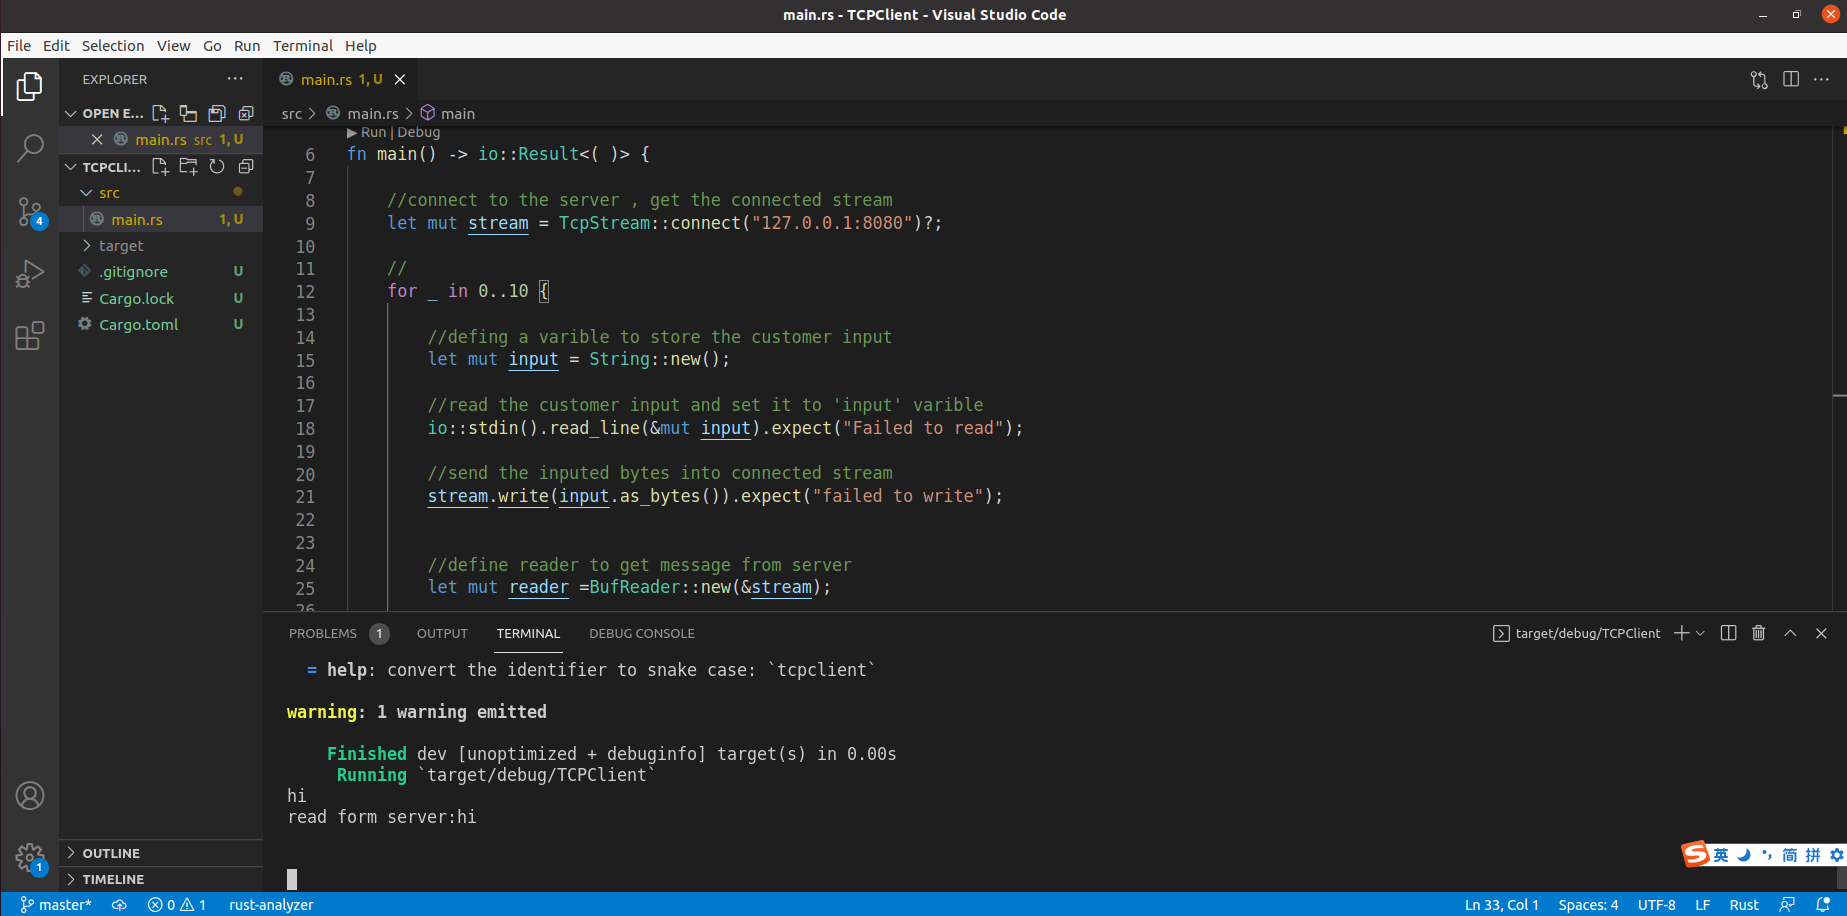 main.rs - TCPClient - Visual Studio Code
File Edit Selection View Go Run Terminal Help
EXPLORER
OPEN E...
main.rs src 1, U
TCPCLI...
src
main.rs 1, U
target
.gitignore U
Cargo.lock U
Cargo.toml U
OUTLINE
TIMELINE
4
1
main.rs 1, U
src > main.rs > main
Run | Debug
6 fn main() -> io::Result<( )> {
7
8 //connect to the server , get the connected stream
9 let mut stream = TcpStream::connect("127.0.0.1:8080")?;
10
11 //
12 for _ in 0..10 {
13
14 //defing a varible to store the customer input
15 let mut input = String::new();
16
17 //read the customer input and set it to 'input' varible
18 io::stdin().read_line(&mut input).expect("Failed to read");
19
20 //send the inputed bytes into connected stream
21 stream.write(input.as_bytes()).expect("failed to write");
22
23
24 //define reader to get message from server
25 let mut reader =BufReader::new(&stream);
26
PROBLEMS 1 OUTPUT TERMINAL DEBUG CONSOLE target/debug/TCPClient
= help: convert the identifier to snake case: `tcpclient`
warning: 1 warning emitted
Finished dev [unoptimized + debuginfo] target(s) in 0.00s
Running `target/debug/TCPClient`
hi
read form server:hi
S 英 简 拼
master* 0 1 rust-analyzer Ln 33, Col 1 Spaces: 4 UTF-8 LF Rust